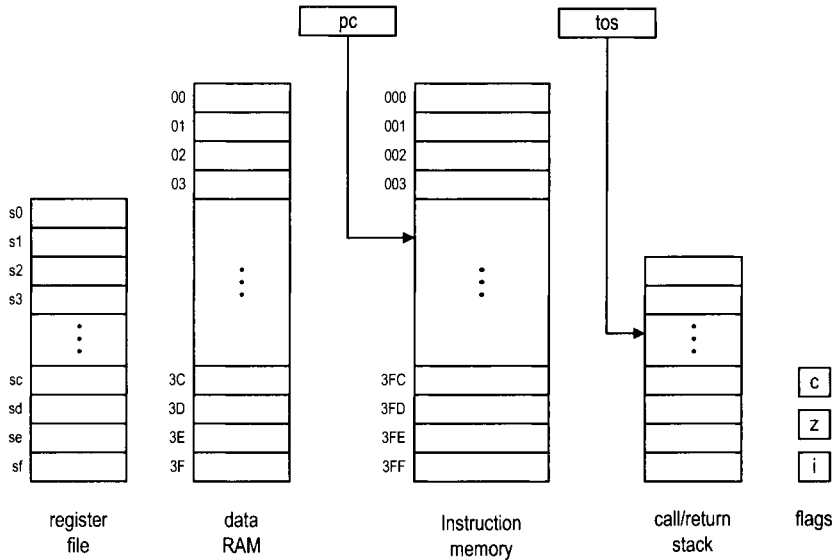 pc
tos
00
01
02
03
000
001
002
003
s0
s1
s2
s3
sc
sd
se
sf
3C
3D
3E
3F
3FC
3FD
3FE
3FF
c
z
i
register
file
data
RAM
Instruction
memory
call/return
stack
flags